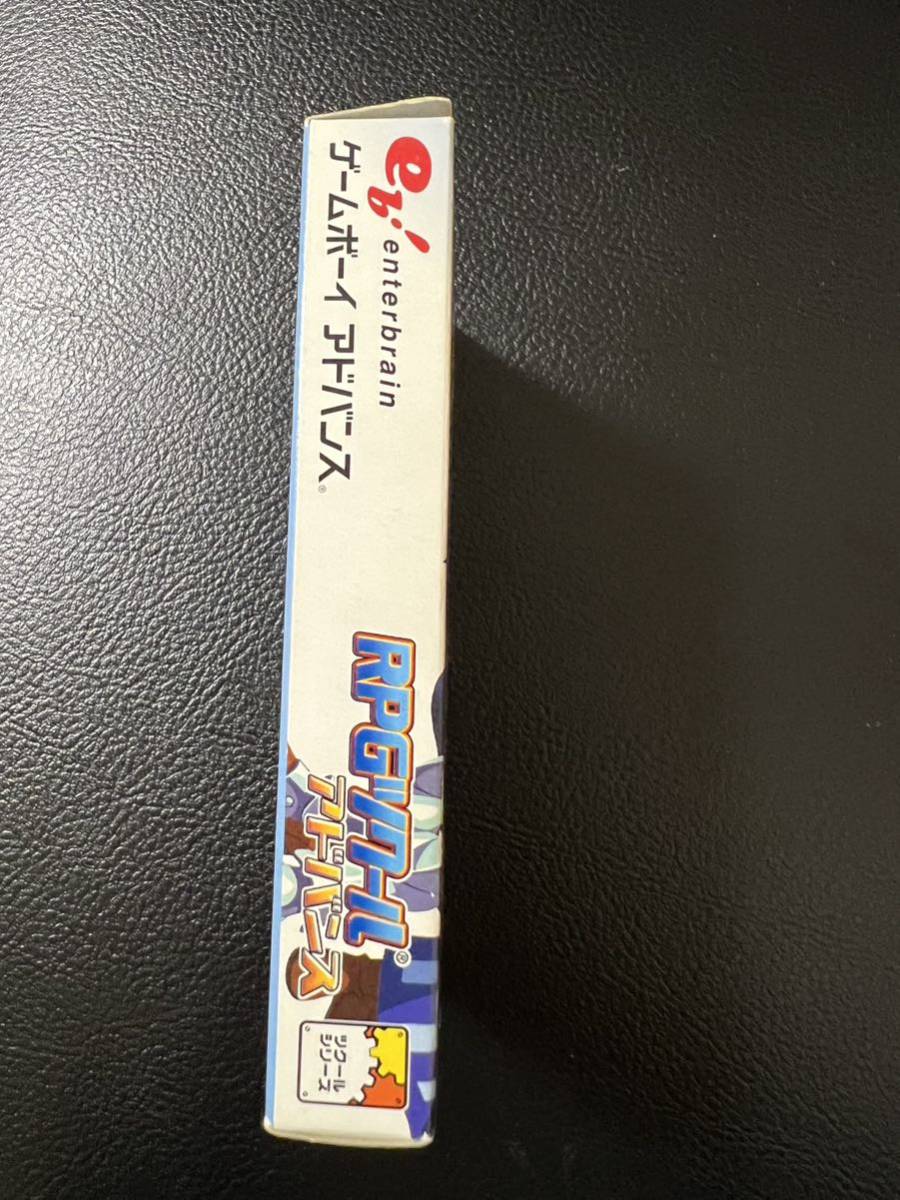 eb!
enterbrain
ゲームボーイ アドバンス®
RPGツクール®
アドバンス
ツクール
シリーズ